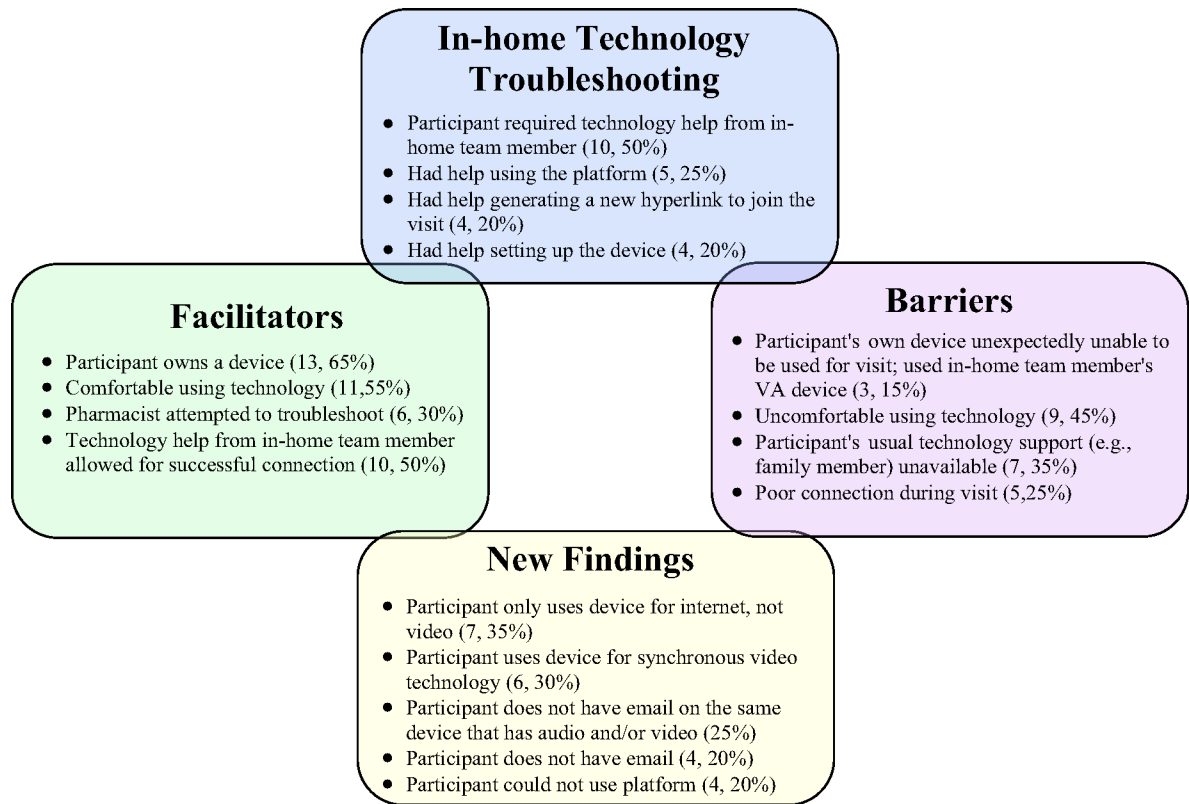 In-home Technology
Troubleshooting
● Participant required technology help from in-
home team member (10, 50%)
● Had help using the platform (5, 25%)
● Had help generating a new hyperlink to join the
visit (4, 20%)
● Had help setting up the device (4, 20%)
Facilitators
● Participant owns a device (13, 65%)
● Comfortable using technology (11,55%)
● Pharmacist attempted to troubleshoot (6, 30%)
● Technology help from in-home team member
allowed for successful connection (10, 50%)
Barriers
● Participant's own device unexpectedly unable to
be used for visit; used in-home team member's
VA device (3, 15%)
● Uncomfortable using technology (9, 45%)
● Participant's usual technology support (e.g.,
family member) unavailable (7, 35%)
● Poor connection during visit (5,25%)
New Findings
● Participant only uses device for internet, not
video (7, 35%)
● Participant uses device for synchronous video
technology (6, 30%)
● Participant does not have email on the same
device that has audio and/or video (25%)
● Participant does not have email (4, 20%)
● Participant could not use platform (4, 20%)